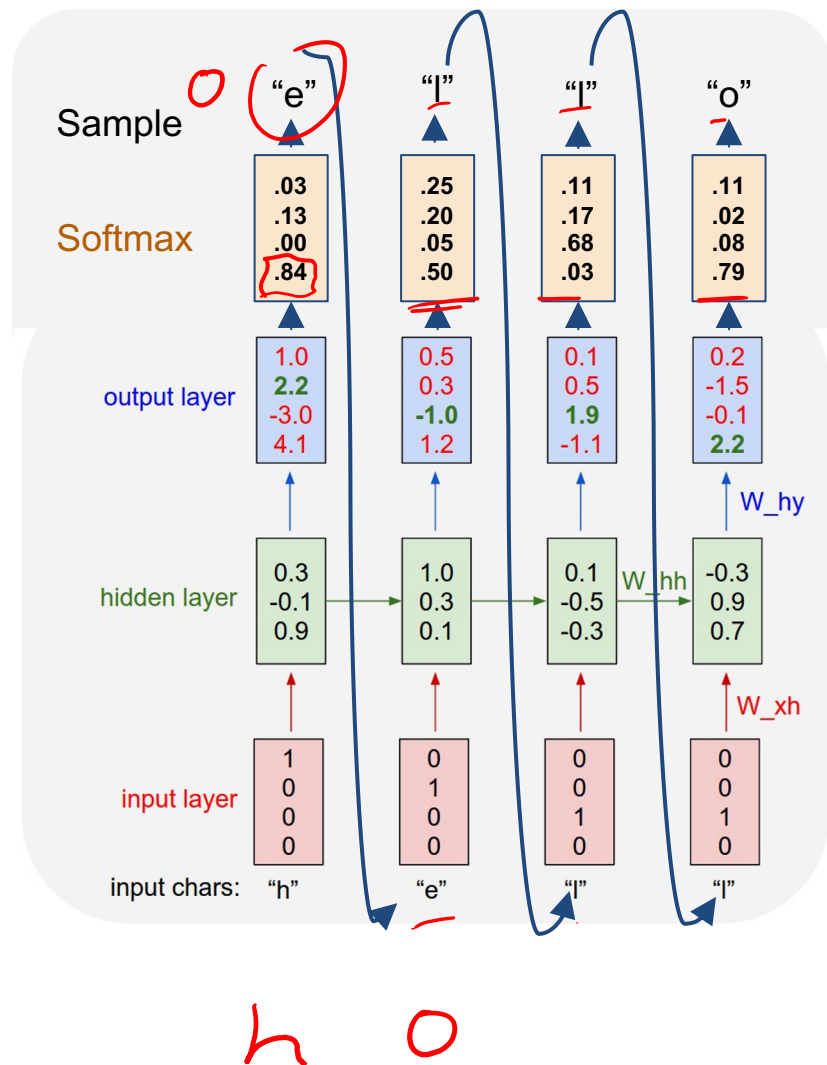 o “e” “l” “l” “o”
Sample
.03 .25 .11 .11
.13 .20 .17 .02
Softmax .00 .05 .68 .08
.84 .50 .03 .79
1.0 0.5 0.1 0.2
output layer 2.2 0.3 0.5 -1.5
-3.0 -1.0 1.9 -0.1
4.1 1.2 -1.1 2.2
W_hy
0.3 1.0 0.1 W_hh -0.3
hidden layer -0.1 0.3 -0.5 0.9
0.9 0.1 -0.3 0.7
W_xh
1 0 0 0
input layer 0 1 0 0
0 0 1 1
0 0 0 0
input chars: “h” “e” “l” “l”
h o